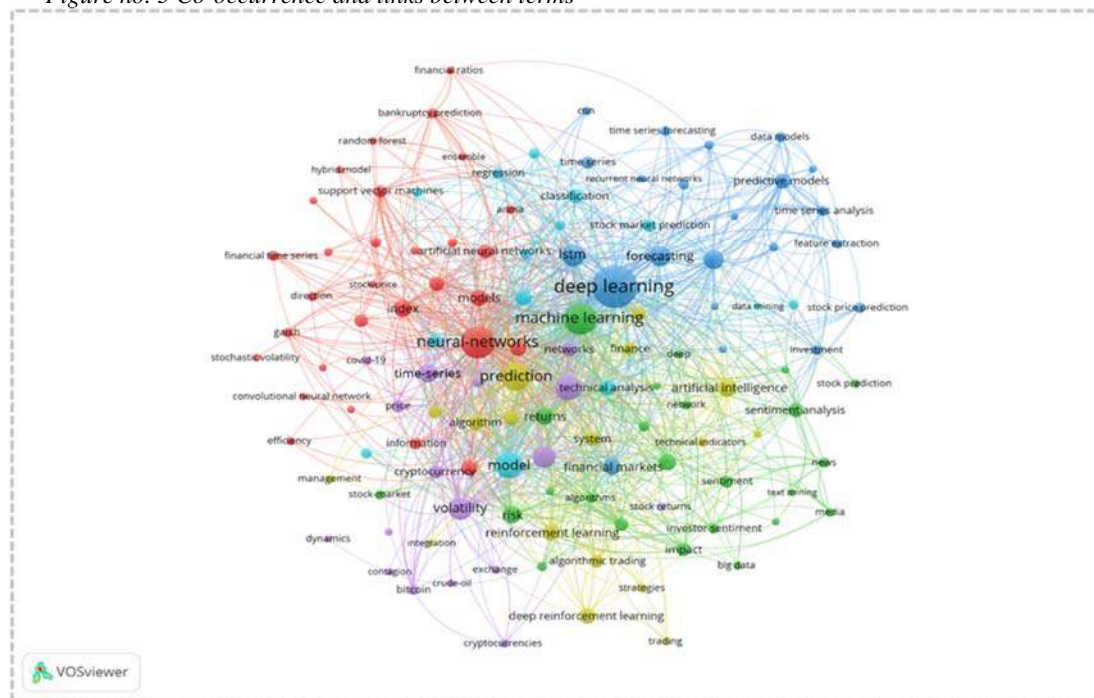 Figure no. 3 Co-occurrence and links between terms
financial ratios
bankruptcy prediction
cnn
time series forecasting
data models
random forest
ensemble
time series
hybrid model
regression
recurrent neural networks
predictive models
support vector machines
classification
arima
time series analysis
stock market prediction
artificial neural networks
lstm
forecasting
feature extraction
financial time series
deep learning
stock price
direction
models
index
data mining
stock price prediction
machine learning
garch
neural-networks
networks
finance
deep
investment
stochastic volatility
covid-19
time-series
prediction
technical analysis
artificial intelligence
stock prediction
convolutional neural network
price
network
algorithm
returns
sentiment analysis
efficiency
information
system
technical indicators
cryptocurrency
model
financial markets
news
management
sentiment
stock-market
algorithms
text mining
volatility
stock returns
risk
media
reinforcement learning
investor sentiment
dynamics
integration
impact
algorithmic trading
big data
contagion
exchange
bitcoin
crude-oil
strategies
deep reinforcement learning
cryptocurrencies
trading
VOSviewer